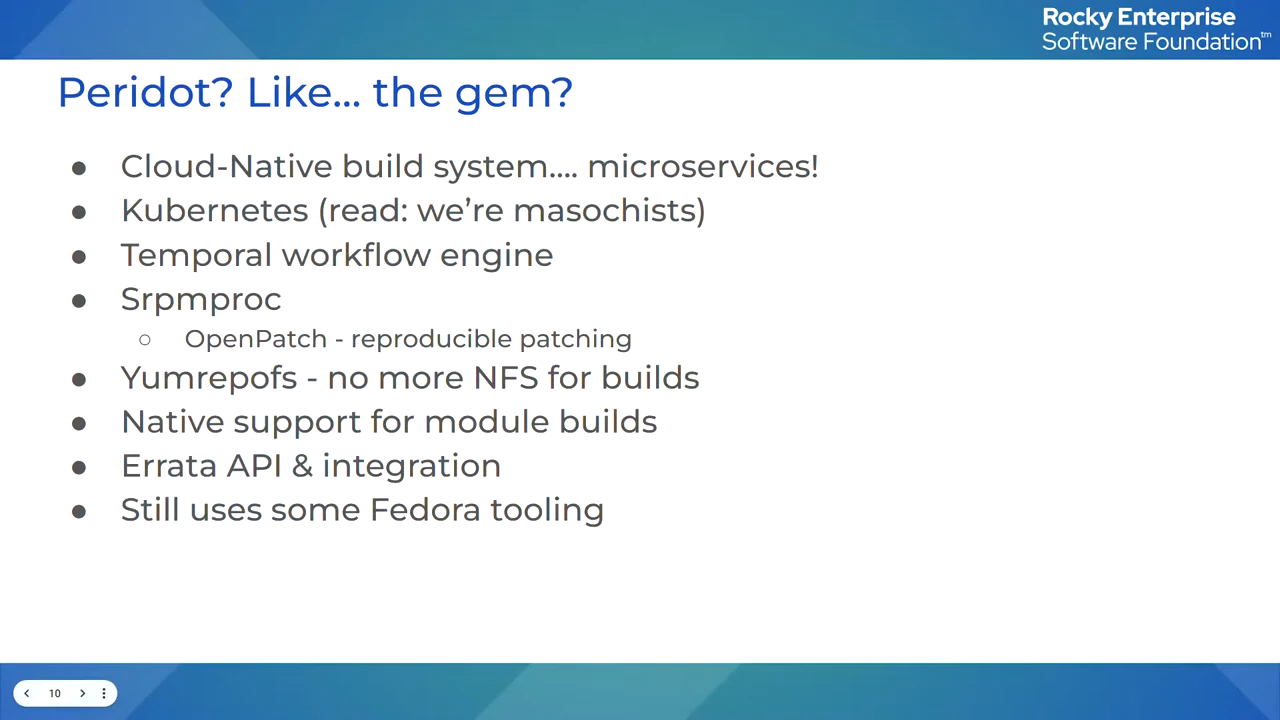 Rocky Enterprise
Software Foundation™
Peridot? Like... the gem?
● Cloud-Native build system.... microservices!
● Kubernetes (read: we’re masochists)
● Temporal workflow engine
● Srpmproc
○ OpenPatch - reproducible patching
● Yumrepofs - no more NFS for builds
● Native support for module builds
● Errata API & integration
● Still uses some Fedora tooling
10